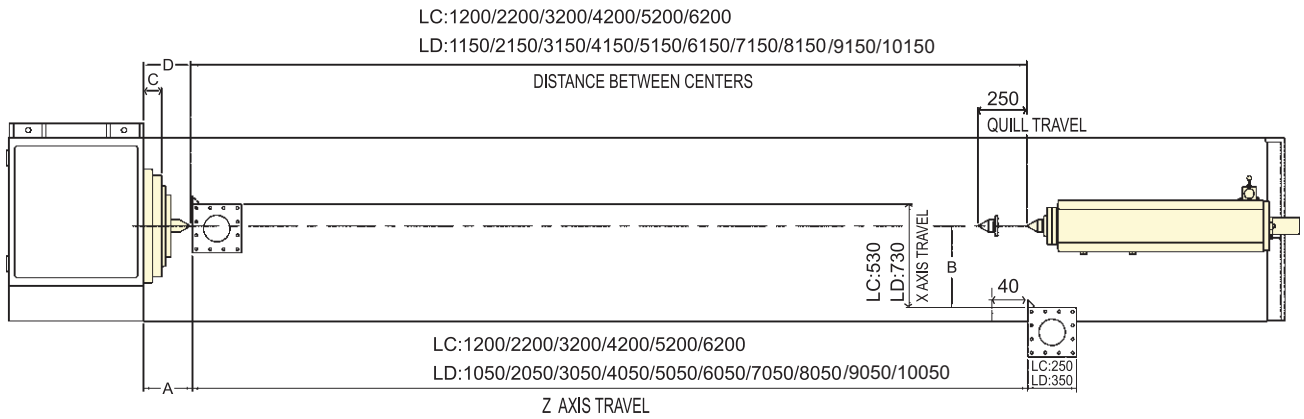 LC:1200/2200/3200/4200/5200/6200
LD:1150/2150/3150/4150/5150/6150/7150/8150/9150/10150
D
C
DISTANCE BETWEEN CENTERS
250
QUILL TRAVEL
LC:530
LD:730
X AXIS TRAVEL
B
40
LC:1200/2200/3200/4200/5200/6200
LD:1050/2050/3050/4050/5050/6050/7050/8050/9050/10050
LC:250
LD:350
A
Z AXIS TRAVEL